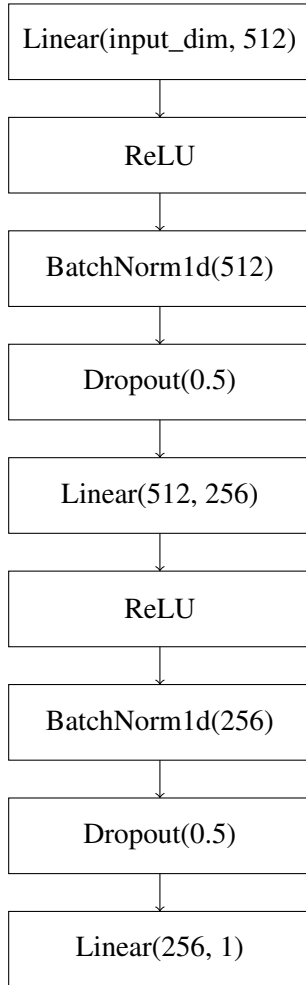 Linear(input_dim, 512)
ReLU
BatchNorm1d(512)
Dropout(0.5)
Linear(512, 256)
ReLU
BatchNorm1d(256)
Dropout(0.5)
Linear(256, 1)